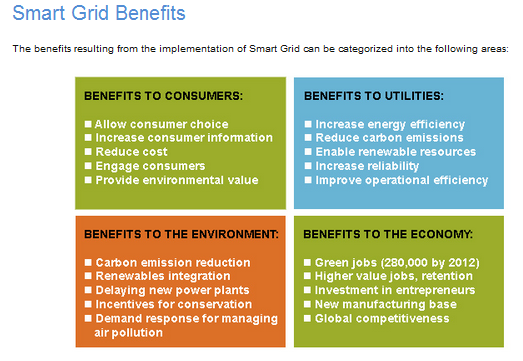 Smart Grid Benefits
The benefits resulting from the implementation of Smart Grid can be categorized into the following areas:
BENEFITS TO CONSUMERS:
■ Allow consumer choice
■ Increase consumer information
■ Reduce cost
■ Engage consumers
■ Provide environmental value
BENEFITS TO UTILITIES:
■ Increase energy efficiency
■ Reduce carbon emissions
■ Enable renewable resources
■ Increase reliability
■ Improve operational efficiency
BENEFITS TO THE ENVIRONMENT:
■ Carbon emission reduction
■ Renewables integration
■ Delaying new power plants
■ Incentives for conservation
■ Demand response for managing
air pollution
BENEFITS TO THE ECONOMY:
■ Green jobs (280,000 by 2012)
■ Higher value jobs, retention
■ Investment in entrepreneurs
■ New manufacturing base
■ Global competitiveness